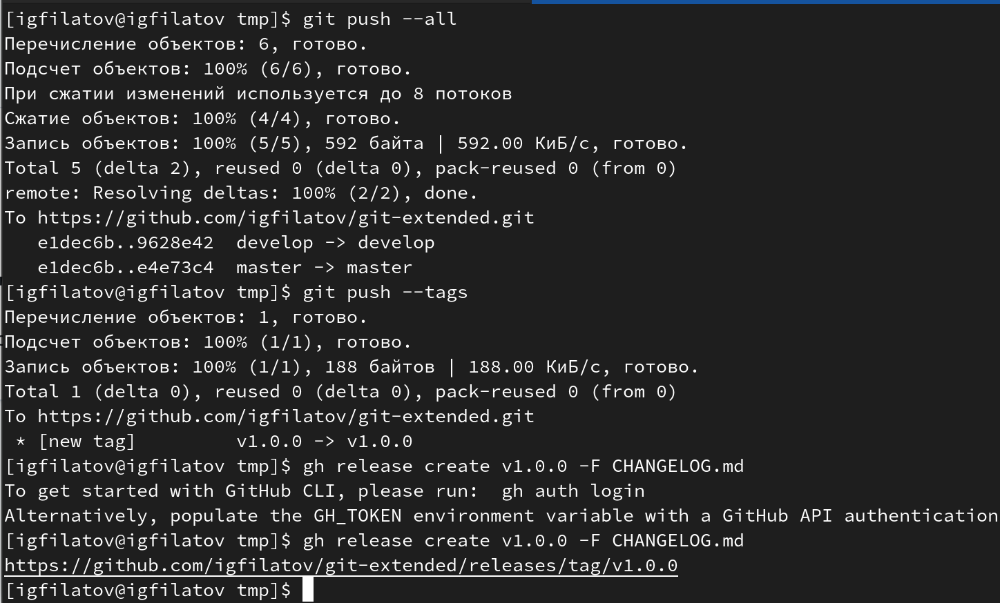 [igfilatov@igfilatov tmp]$ git push --all
Перечисление объектов: 6, готово.
Подсчет объектов: 100% (6/6), готово.
При сжатии изменений используется до 8 потоков
Сжатие объектов: 100% (4/4), готово.
Запись объектов: 100% (5/5), 592 байта | 592.00 КиБ/с, готово.
Total 5 (delta 2), reused 0 (delta 0), pack-reused 0 (from 0)
remote: Resolving deltas: 100% (2/2), done.
To https://github.com/igfilatov/git-extended.git
   e1dec6b..9628e42  develop -> develop
   e1dec6b..e4e73c4  master -> master
[igfilatov@igfilatov tmp]$ git push --tags
Перечисление объектов: 1, готово.
Подсчет объектов: 100% (1/1), готово.
Запись объектов: 100% (1/1), 188 байтов | 188.00 КиБ/с, готово.
Total 1 (delta 0), reused 0 (delta 0), pack-reused 0 (from 0)
To https://github.com/igfilatov/git-extended.git
 * [new tag]         v1.0.0 -> v1.0.0
[igfilatov@igfilatov tmp]$ gh release create v1.0.0 -F CHANGELOG.md
To get started with GitHub CLI, please run:  gh auth login
Alternatively, populate the GH_TOKEN environment variable with a GitHub API authentication
[igfilatov@igfilatov tmp]$ gh release create v1.0.0 -F CHANGELOG.md
https://github.com/igfilatov/git-extended/releases/tag/v1.0.0
[igfilatov@igfilatov tmp]$